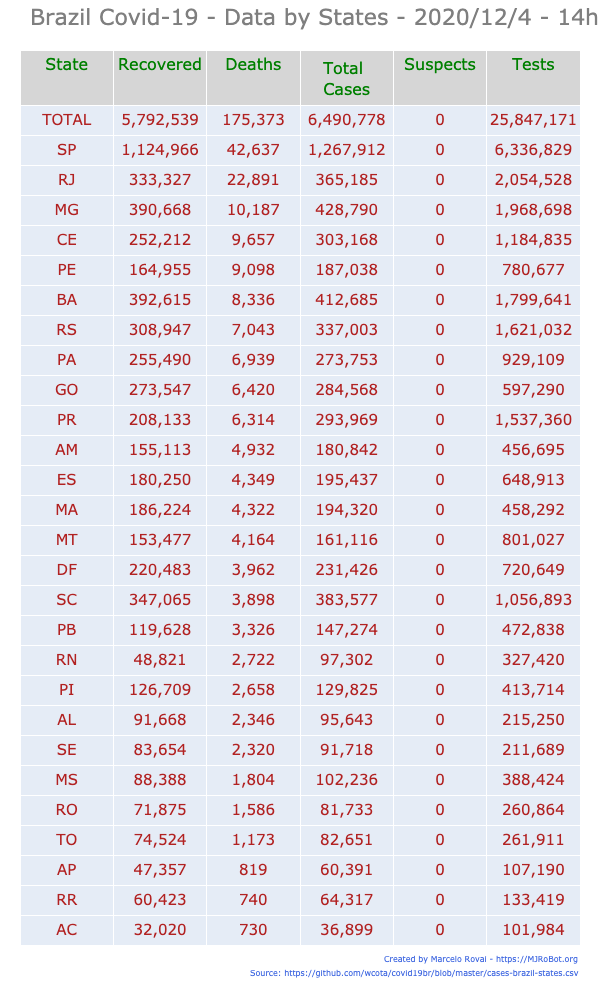 Brazil Covid-19 - Data by States - 2020/12/4 - 14h
State Recovered Deaths Total Cases Suspects Tests
TOTAL 5,792,539 175,373 6,490,778 0 25,847,171
SP 1,124,966 42,637 1,267,912 0 6,336,829
RJ 333,327 22,891 365,185 0 2,054,528
MG 390,668 10,187 428,790 0 1,968,698
CE 252,212 9,657 303,168 0 1,184,835
PE 164,955 9,098 187,038 0 780,677
BA 392,615 8,336 412,685 0 1,799,641
RS 308,947 7,043 337,003 0 1,621,032
PA 255,490 6,939 273,753 0 929,109
GO 273,547 6,420 284,568 0 597,290
PR 208,133 6,314 293,969 0 1,537,360
AM 155,113 4,932 180,842 0 456,695
ES 180,250 4,349 195,437 0 648,913
MA 186,224 4,322 194,320 0 458,292
MT 153,477 4,164 161,116 0 801,027
DF 220,483 3,962 231,426 0 720,649
SC 347,065 3,898 383,577 0 1,056,893
PB 119,628 3,326 147,274 0 472,838
RN 48,821 2,722 97,302 0 327,420
PI 126,709 2,658 129,825 0 413,714
AL 91,668 2,346 95,643 0 215,250
SE 83,654 2,320 91,718 0 211,689
MS 88,388 1,804 102,236 0 388,424
RO 71,875 1,586 81,733 0 260,864
TO 74,524 1,173 82,651 0 261,911
AP 47,357 819 60,391 0 107,190
RR 60,423 740 64,317 0 133,419
AC 32,020 730 36,899 0 101,984
Created by Marcelo Rovai - https://MJRoBot.org
Source: https://github.com/wcota/covid19br/blob/master/cases-brazil-states.csv